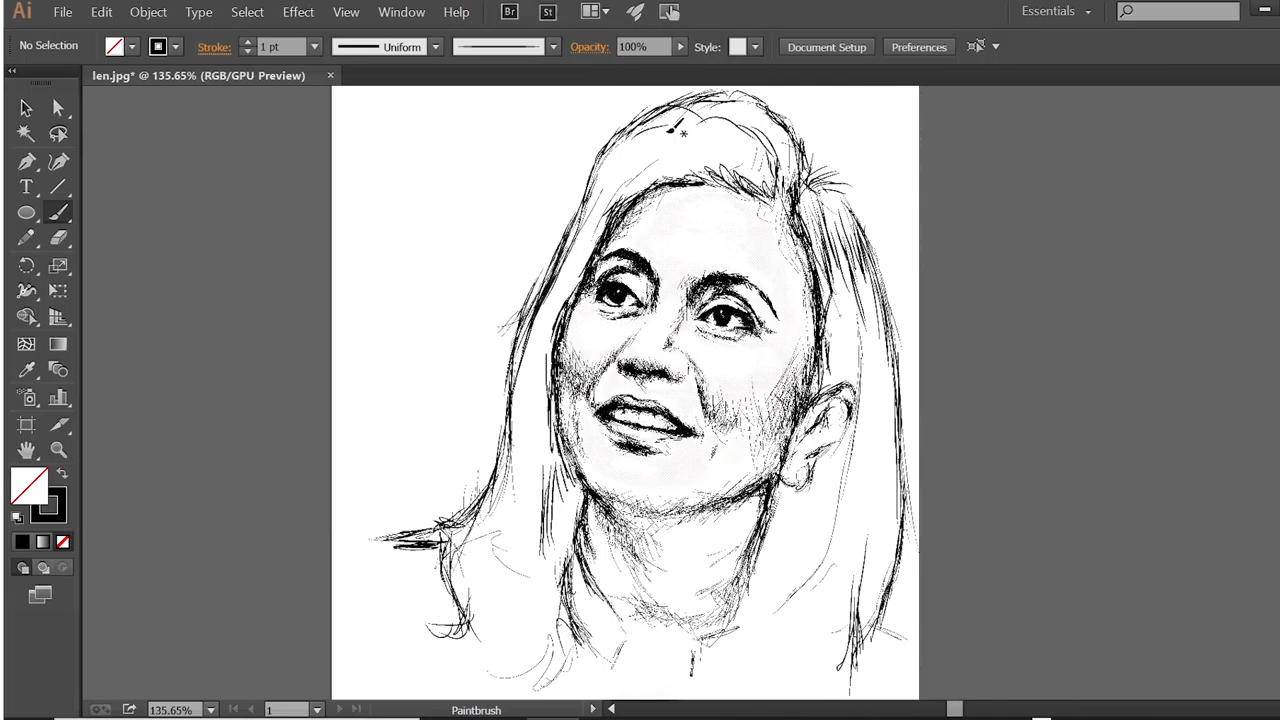 Ai File Edit Object Type Select Effect View Window Help Br St Essentials
No Selection Stroke: 1 pt Uniform Opacity: 100% Style: Document Setup Preferences
len.jpg* @ 135.65% (RGB/GPU Preview) ×
T
135.65% 1 Paintbrush